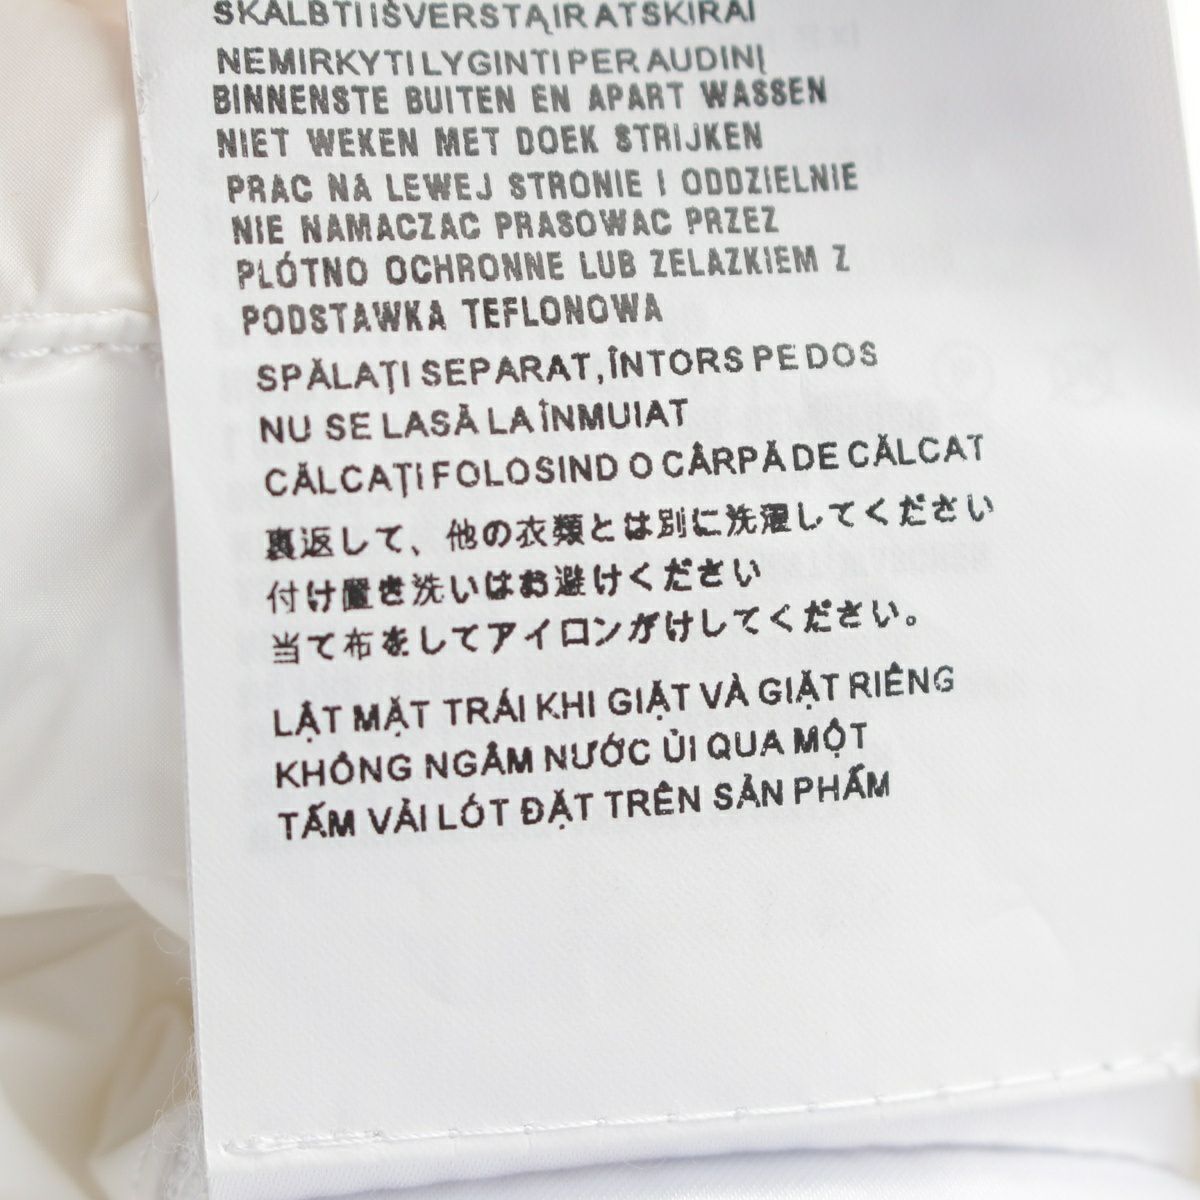 SKALBTI IŠVERSTĄ IR ATSKIRAI
NEMIRKYTI LYGINTI PER AUDINĮ
BINNENSTE BUITEN EN APART WASSEN
NIET WEKEN MET DOEK STRIJKEN
PRAC NA LEWEJ STRONIE I ODDZIELNIE
NIE NAMACZAC PRASOWAC PRZEZ
PLÓTNO OCHRONNE LUB ZELAZKIEM Z
PODSTAWKA TEFLONOWA
SPĂLAȚI SEPARAT, ÎNTORS PE DOS
NU SE LASĂ LA ÎNMUIAT
CĂLCAȚI FOLOSIND O CÂRPĂ DE CĂLCAT
裏返して、他の衣類とは別に洗濯してください
付け置き洗いはお避けください
当て布をしてアイロンがけしてください。
LẬT MẶT TRÁI KHI GIẶT VÀ GIẶT RIÊNG
KHÔNG NGÂM NƯỚC ỦI QUA MỘT
TẤM VẢI LÓT ĐẶT TRÊN SẢN PHẨM